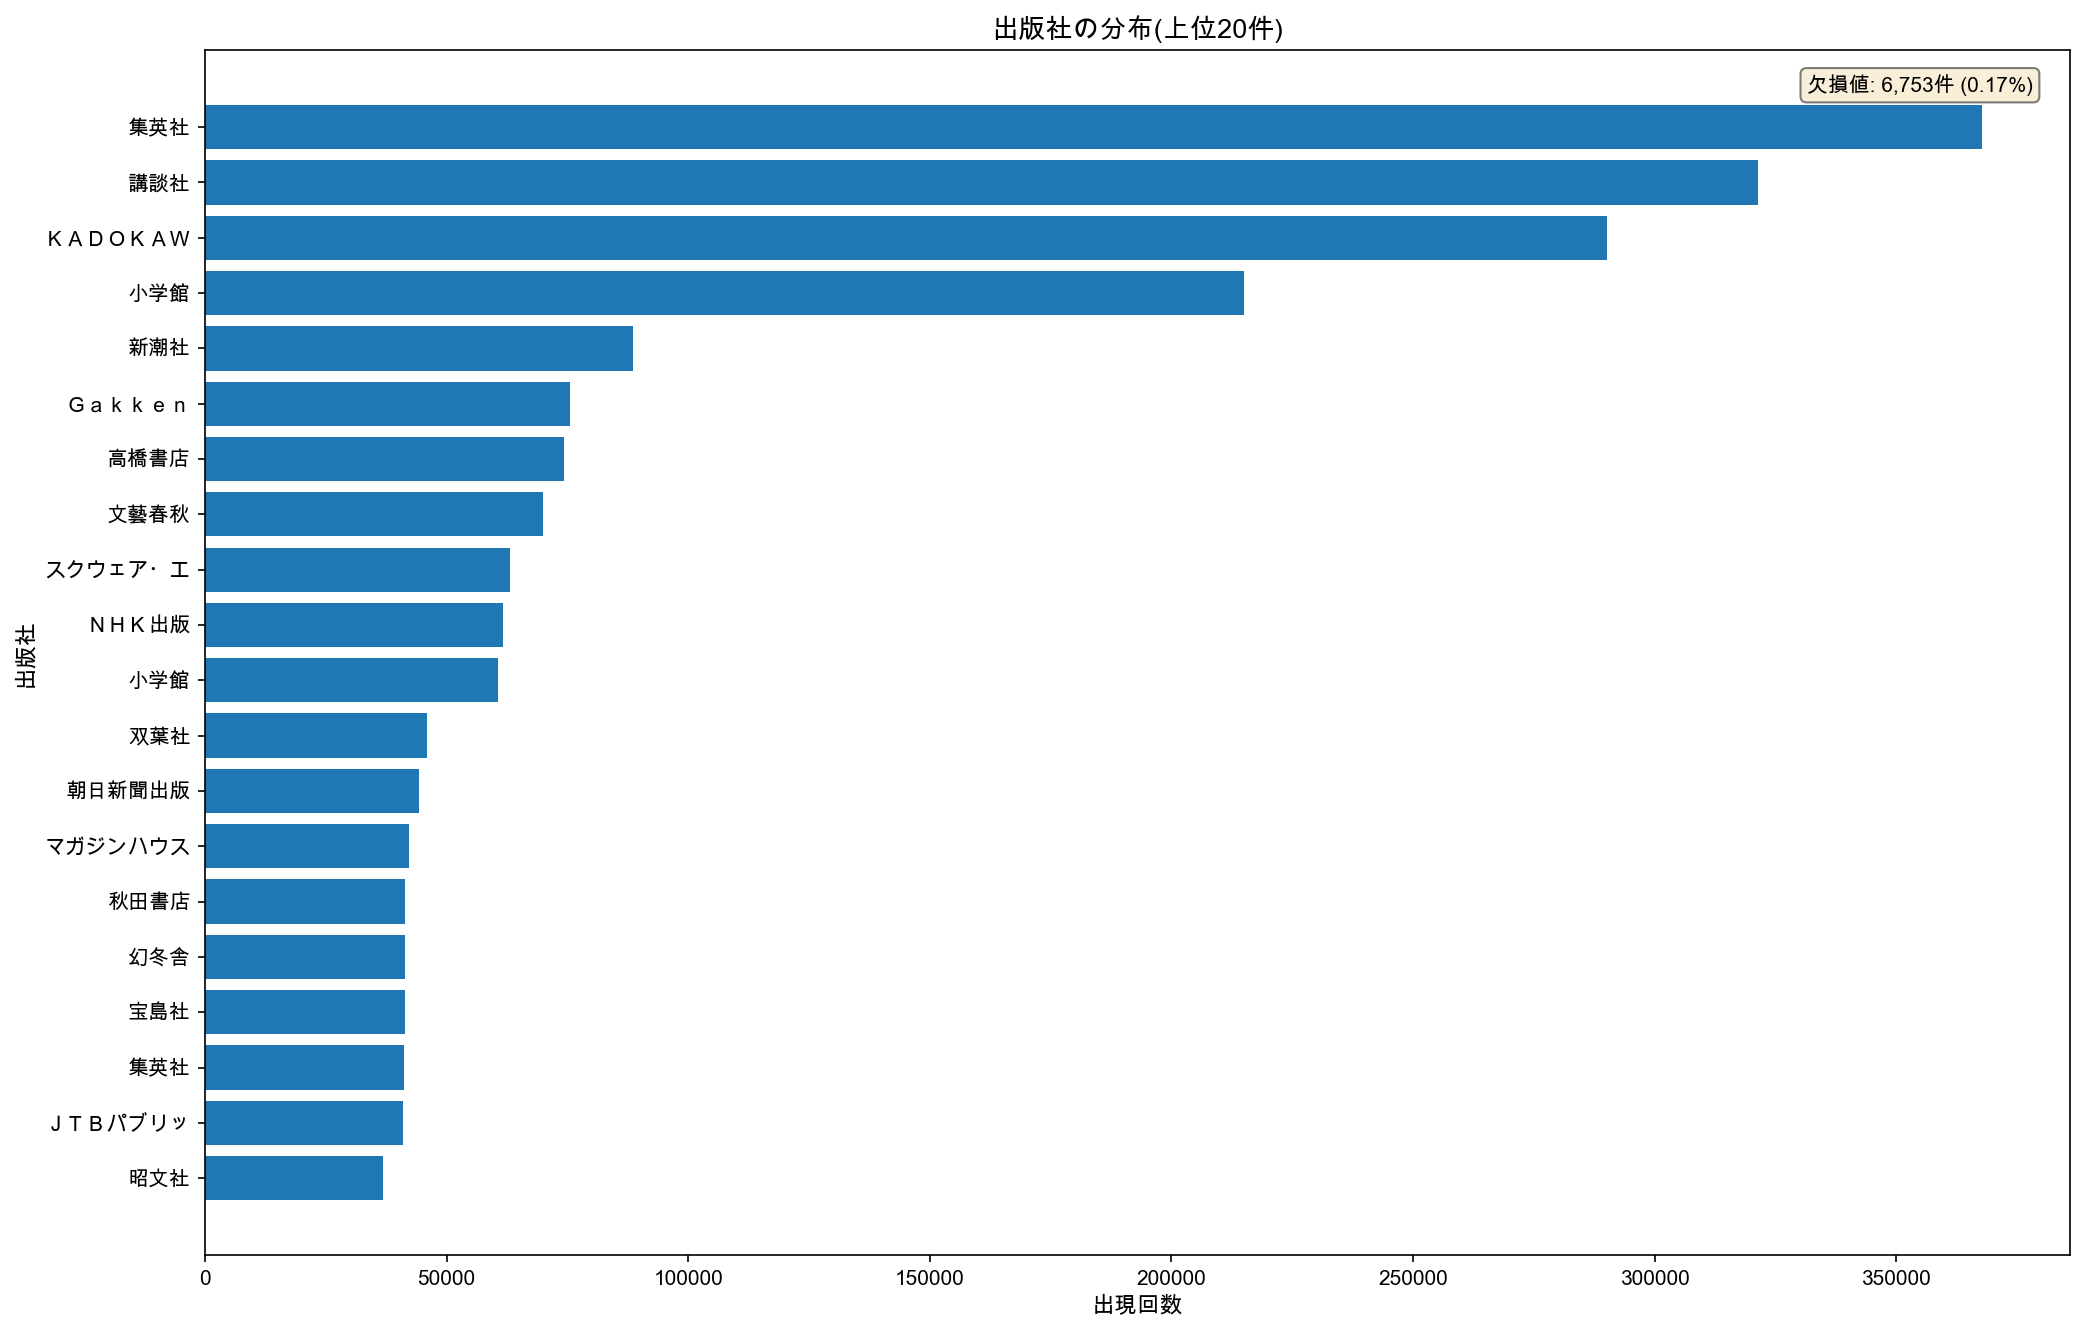 出版社の分布(上位20件)
欠損値: 6,753件 (0.17%)
集英社
講談社
ＫＡＤＯＫＡＷ
小学館
新潮社
Ｇａｋｋｅｎ
高橋書店
文藝春秋
スクウェア・エ
ＮＨＫ出版
小学館
双葉社
朝日新聞出版
マガジンハウス
秋田書店
幻冬舎
宝島社
集英社
ＪＴＢパブリッ
昭文社
出版社
0 50000 100000 150000 200000 250000 300000 350000
出現回数